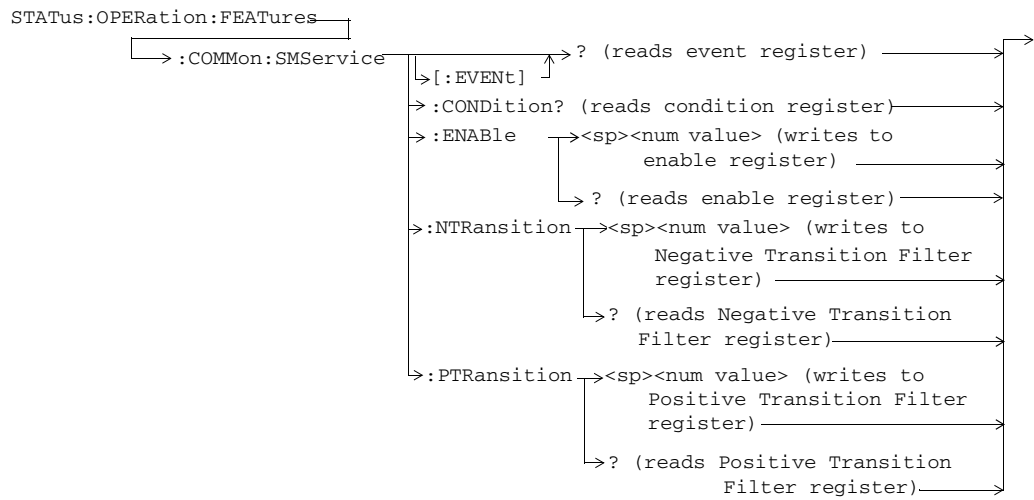 STATus:OPERation:FEATures
:COMMon:SMService
? (reads event register)
[:EVENt]
:CONDition? (reads condition register)
:ENABle
<sp><num value> (writes to
enable register)
? (reads enable register)
:NTRansition
<sp><num value> (writes to
Negative Transition Filter
register)
? (reads Negative Transition
Filter register)
:PTRansition
<sp><num value> (writes to
Positive Transition Filter
register)
? (reads Positive Transition
Filter register)